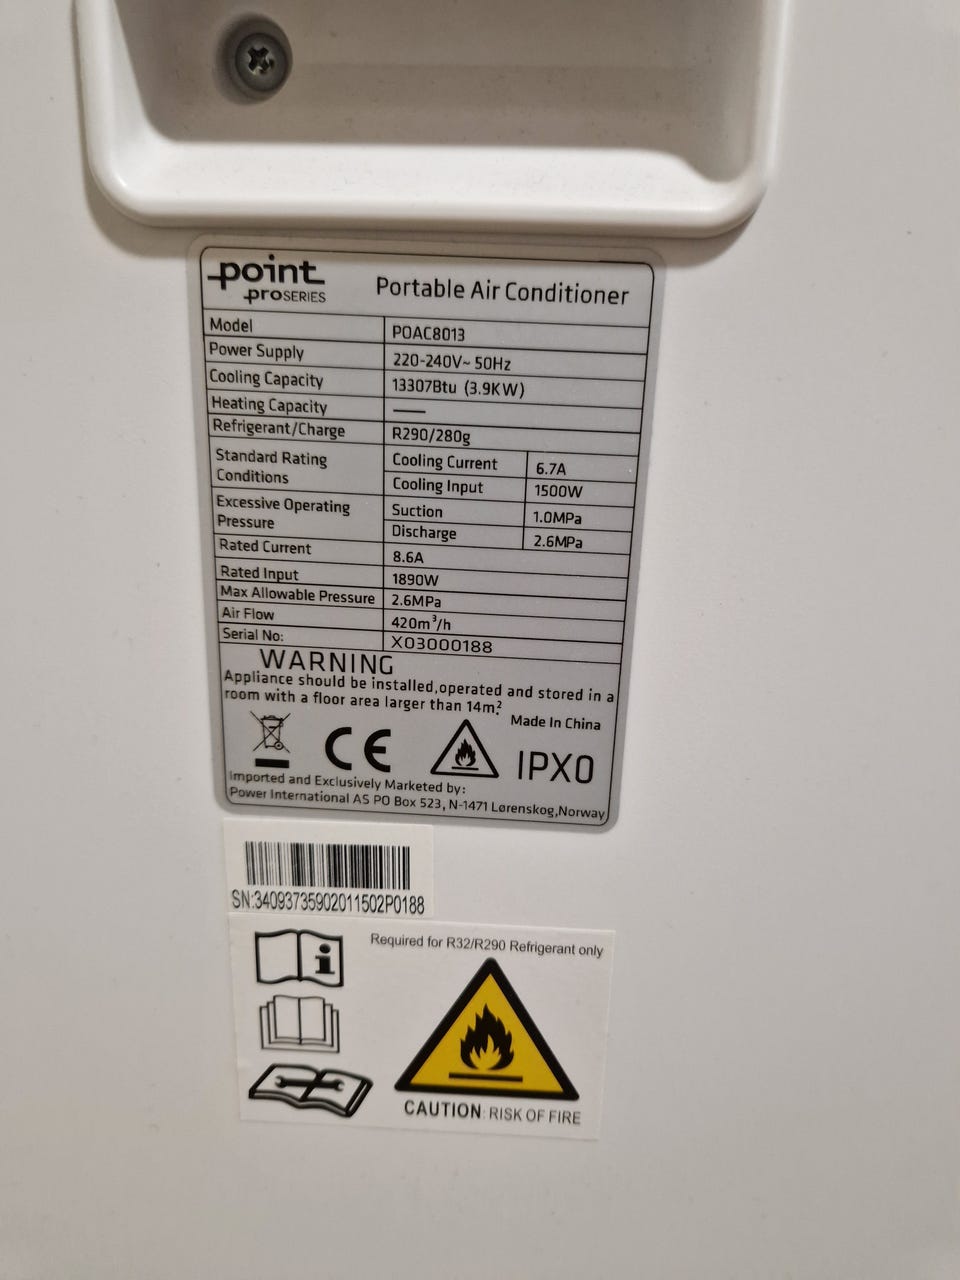 point
proSERIES
Portable Air Conditioner
Model POAC8013
Power Supply 220-240V~ 50Hz
Cooling Capacity 13307Btu (3.9KW)
Heating Capacity —
Refrigerant/Charge R290/280g
Standard Rating Conditions
Cooling Current 6.7A
Cooling Input 1500W
Excessive Operating Pressure
Suction 1.0MPa
Discharge 2.6MPa
Rated Current 8.6A
Rated Input 1890W
Max Allowable Pressure 2.6MPa
Air Flow 420m³/h
Serial No: X03000188
WARNING
Appliance should be installed,operated and stored in a
room with a floor area larger than 14m².
Made In China
CE
IPX0
Imported and Exclusively Marketed by:
Power International AS PO Box 523, N-1471 Lørenskog,Norway
SN:34093735902011502P0188
Required for R32/R290 Refrigerant only
CAUTION: RISK OF FIRE